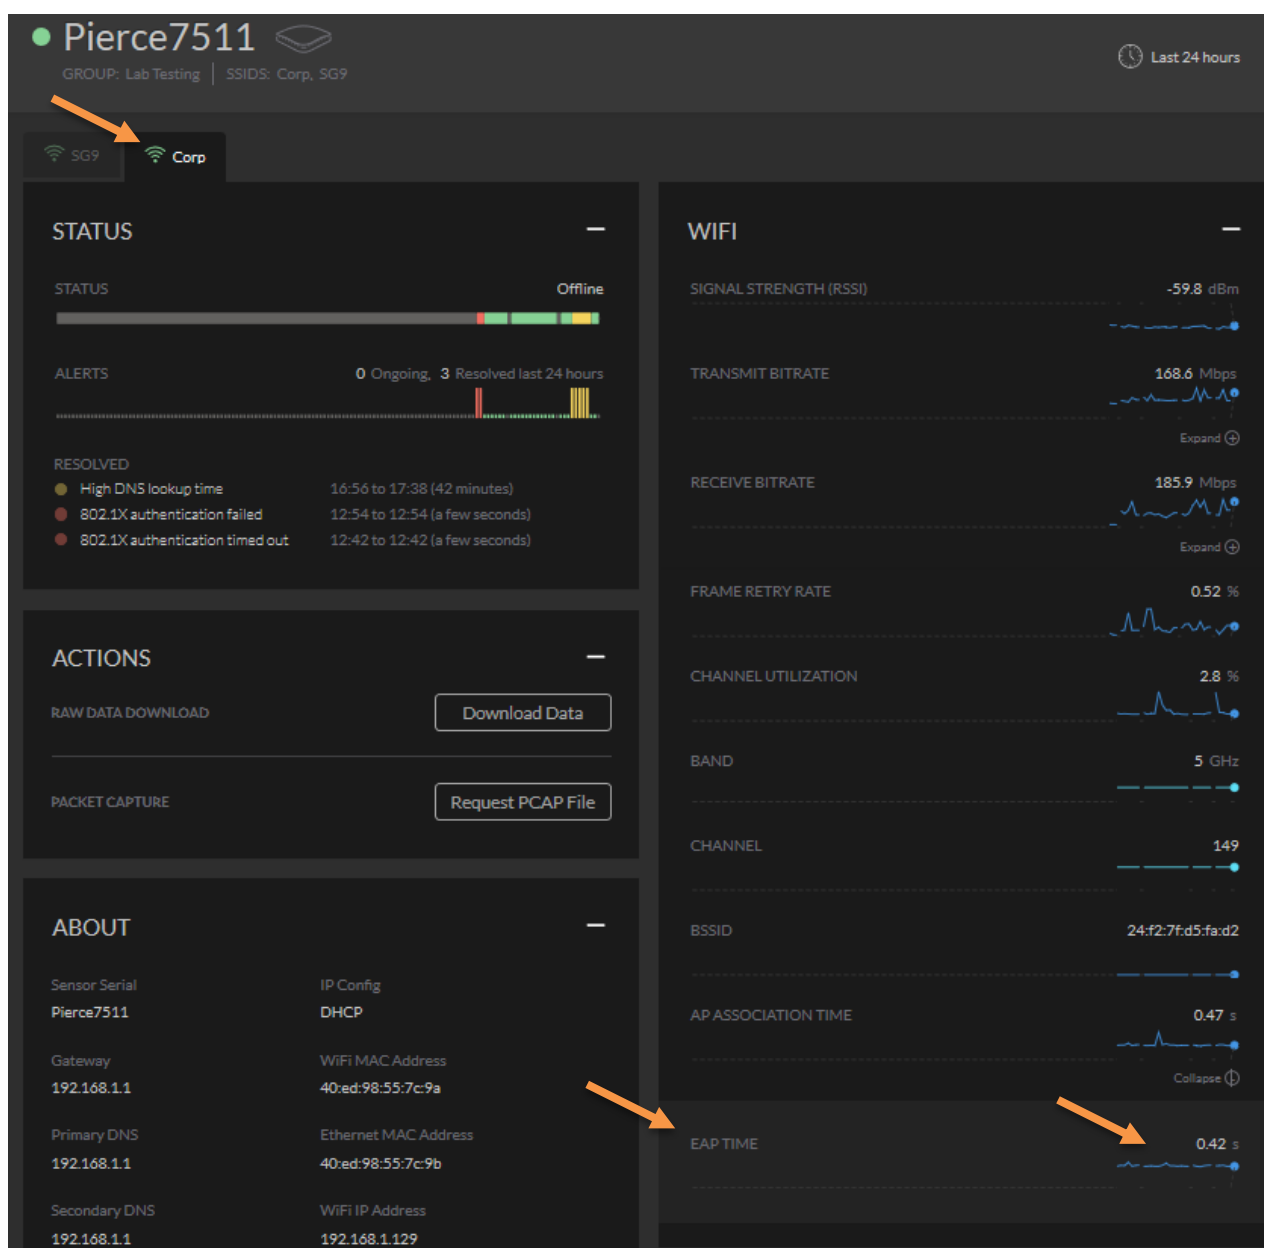 Pierce7511
GROUP: Lab Testing | SSIDS: Corp, SG9
Last 24 hours
SG9
Corp
STATUS
STATUS Offline
ALERTS 0 Ongoing, 3 Resolved last 24 hours
RESOLVED
High DNS lookup time 16:56 to 17:38 (42 minutes)
802.1X authentication failed 12:54 to 12:54 (a few seconds)
802.1X authentication timed out 12:42 to 12:42 (a few seconds)
ACTIONS
RAW DATA DOWNLOAD Download Data
PACKET CAPTURE Request PCAP File
ABOUT
Sensor Serial IP Config
Pierce7511 DHCP
Gateway WiFi MAC Address
192.168.1.1 40:ed:98:55:7c:9a
Primary DNS Ethernet MAC Address
192.168.1.1 40:ed:98:55:7c:9b
Secondary DNS WiFi IP Address
192.168.1.1 192.168.1.129
WIFI
SIGNAL STRENGTH (RSSI) -59.8 dBm
TRANSMIT BITRATE 168.6 Mbps
Expand
RECEIVE BITRATE 185.9 Mbps
Expand
FRAME RETRY RATE 0.52 %
CHANNEL UTILIZATION 2.8 %
BAND 5 GHz
CHANNEL 149
BSSID 24:f2:7f:d5:fa:d2
AP ASSOCIATION TIME 0.47 s
Collapse
EAP TIME 0.42 s